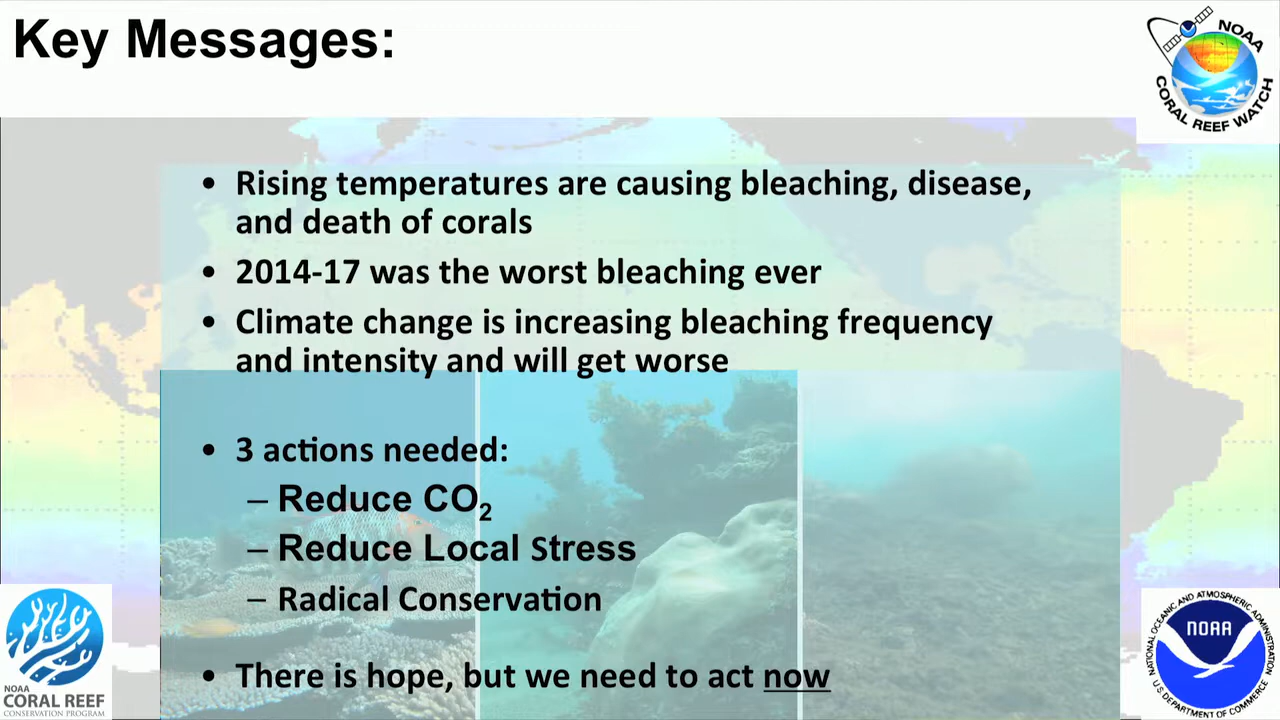 Key Messages:
NOAA
CORAL REEF WATCH
• Rising temperatures are causing bleaching, disease,
and death of corals
• 2014-17 was the worst bleaching ever
• Climate change is increasing bleaching frequency
and intensity and will get worse
• 3 actions needed:
– Reduce CO₂
– Reduce Local Stress
– Radical Conservation
• There is hope, but we need to act now
NOAA
CORAL REEF
CONSERVATION PROGRAM
NATIONAL OCEANIC AND ATMOSPHERIC ADMINISTRATION
NOAA
U.S. DEPARTMENT OF COMMERCE